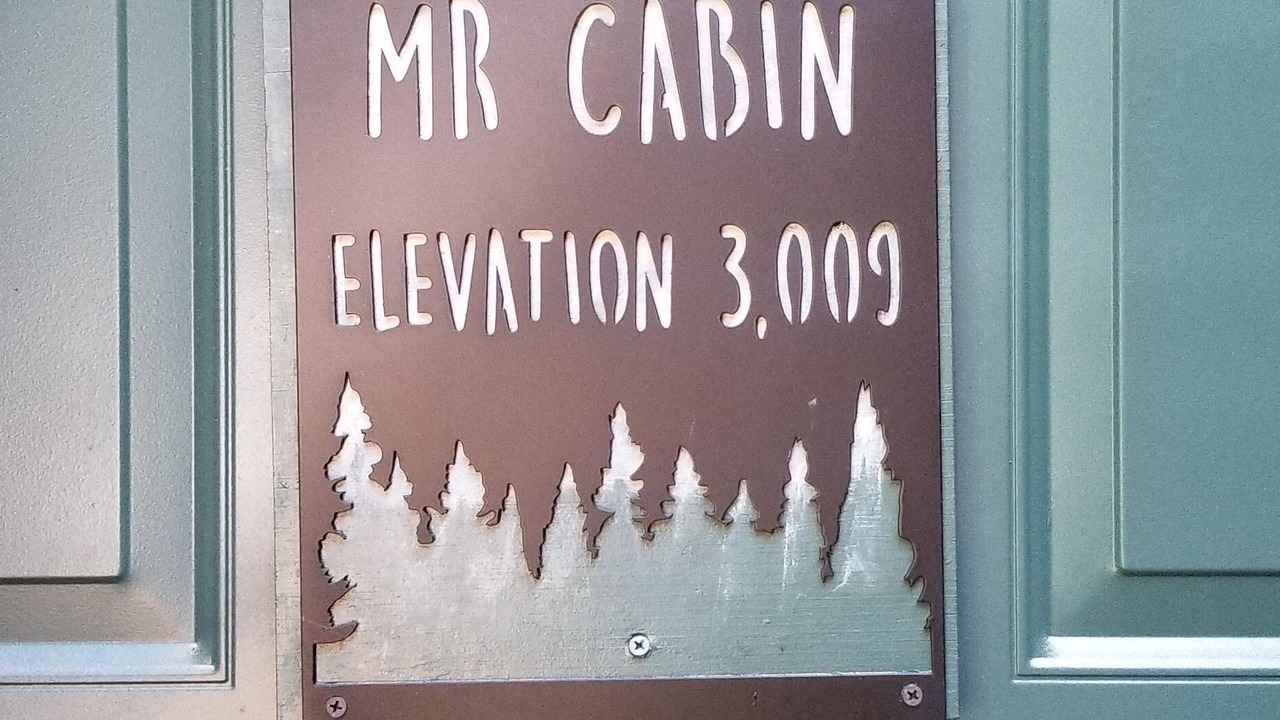 MR CABIN
ELEVATION 3,009